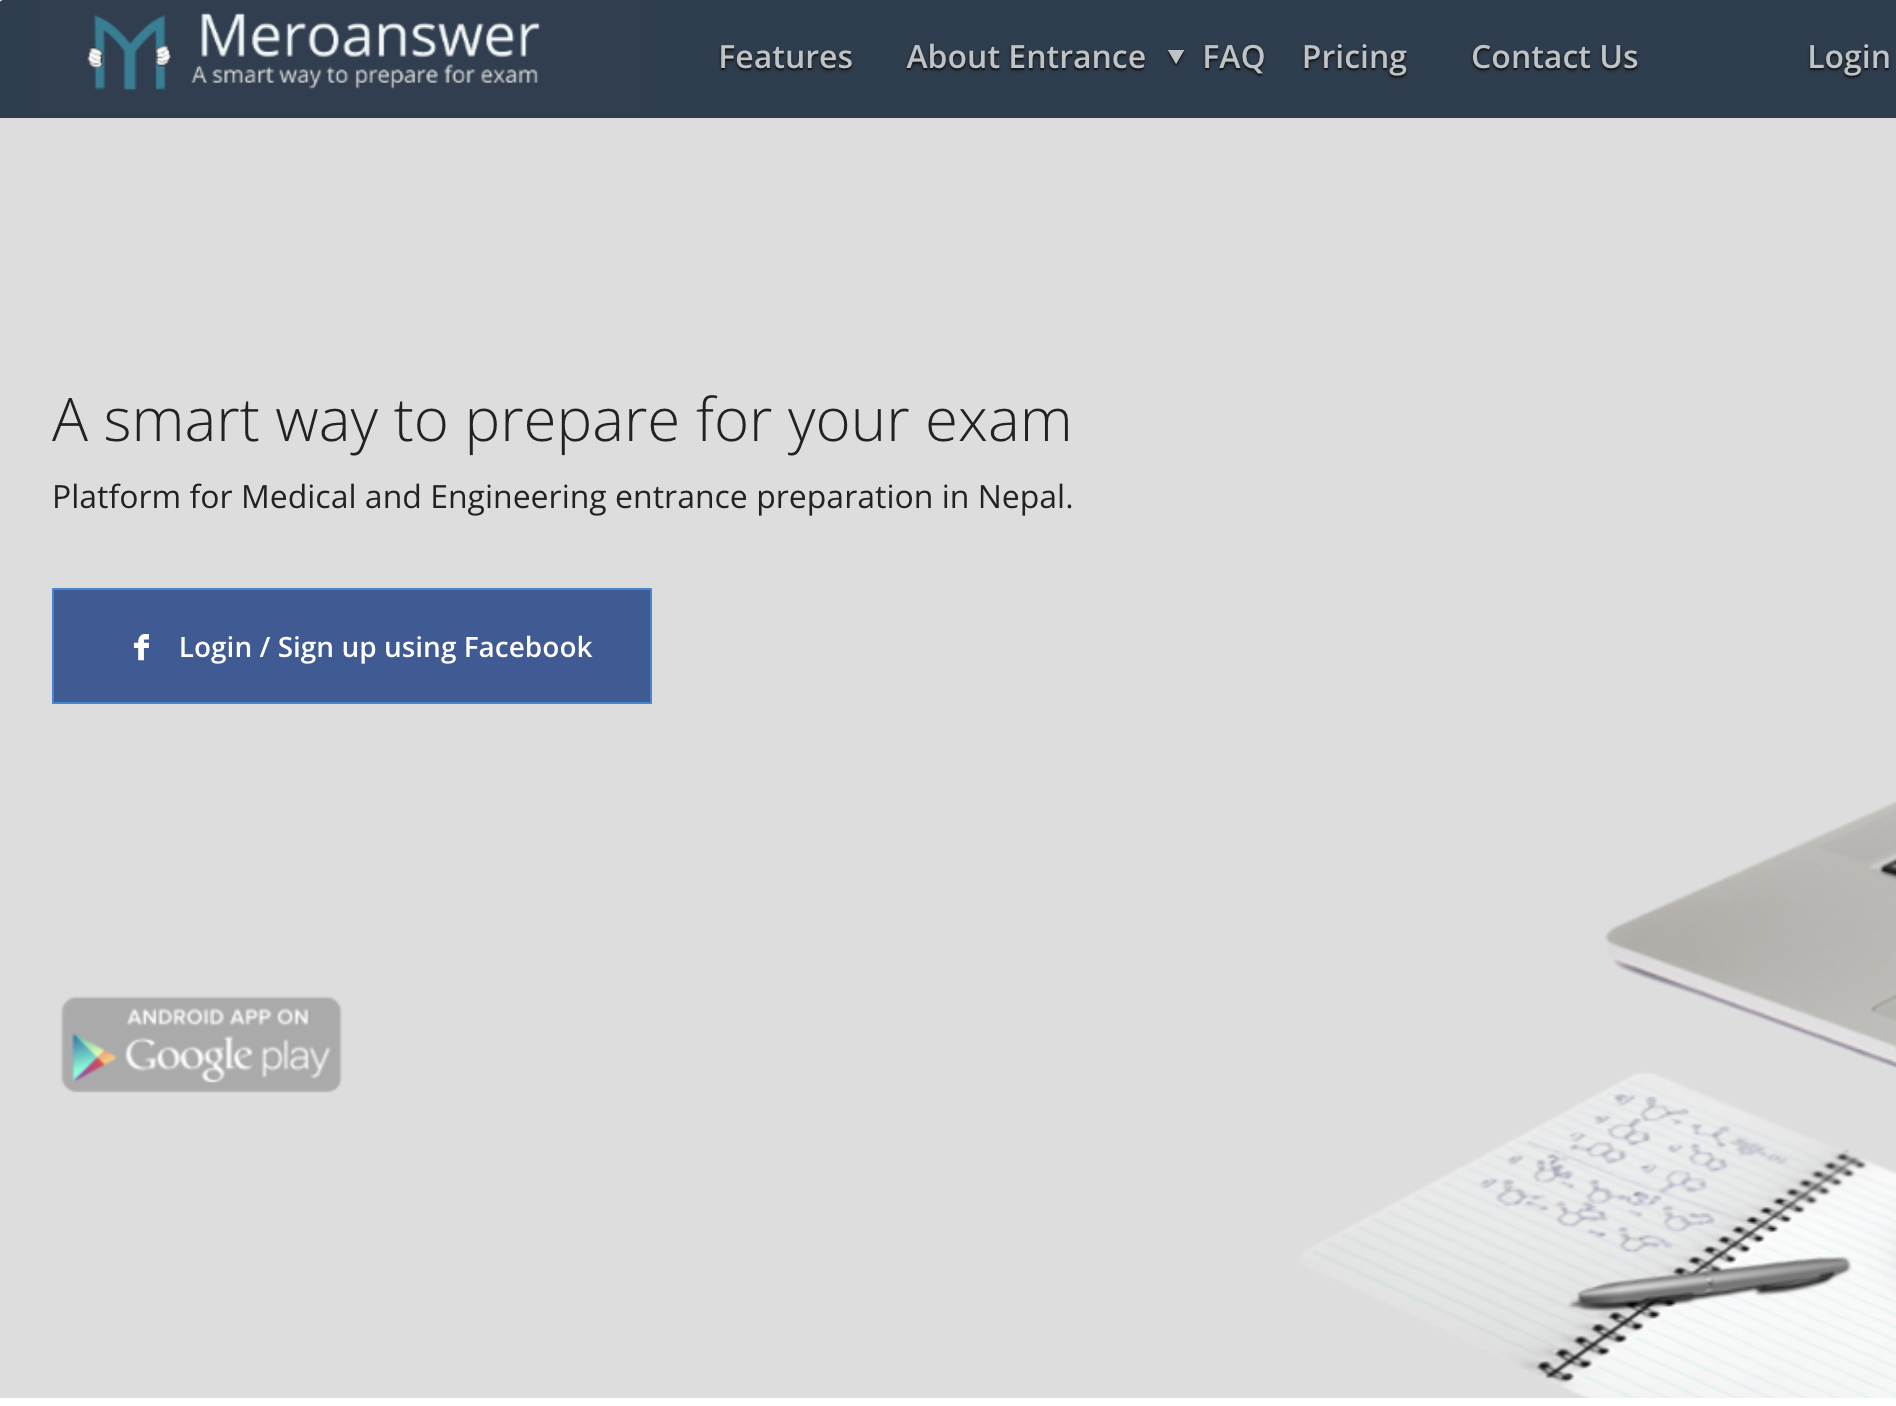 Meroanswer
A smart way to prepare for exam
Features About Entrance ▼ FAQ Pricing Contact Us Login
A smart way to prepare for your exam
Platform for Medical and Engineering entrance preparation in Nepal.
f Login / Sign up using Facebook
ANDROID APP ON
Google play